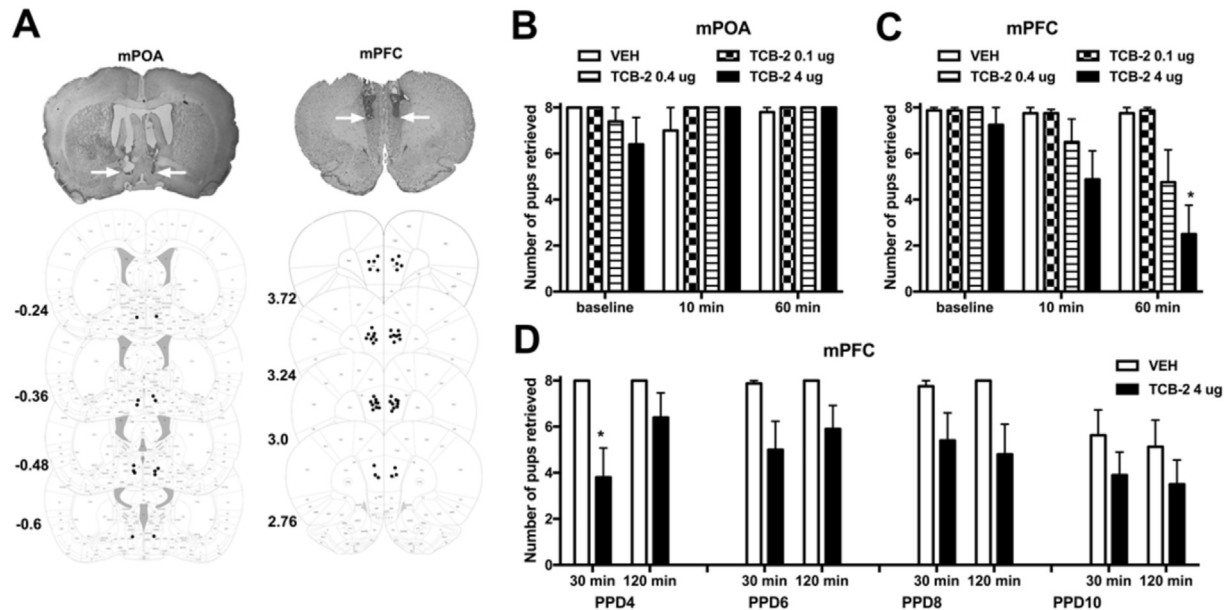 A
mPOA
mPFC
-0.24
-0.36
-0.48
-0.6
3.72
3.24
3.0
2.76
B
mPOA
VEH
TCB-2 0.1 ug
TCB-2 0.4 ug
TCB-2 4 ug
Number of pups retrieved
8
6
4
2
0
baseline
10 min
60 min
C
mPFC
VEH
TCB-2 0.1 ug
TCB-2 0.4 ug
TCB-2 4 ug
Number of pups retrieved
8
6
4
2
0
*
baseline
10 min
60 min
D
mPFC
VEH
TCB-2 4 ug
Number of pups retrieved
8
6
4
2
0
*
30 min 120 min 30 min 120 min 30 min 120 min 30 min 120 min
PPD4 PPD6 PPD8 PPD10